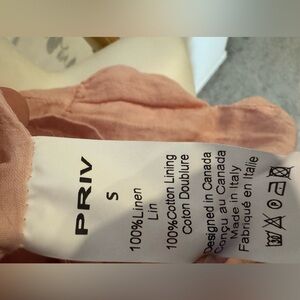 PRIV
S
100%Linen
Lin
100%Cotton Lining
Coton Doublure
Designed in Canada
Conçu au Canada
Made in Italy
Fabriqué en Italie